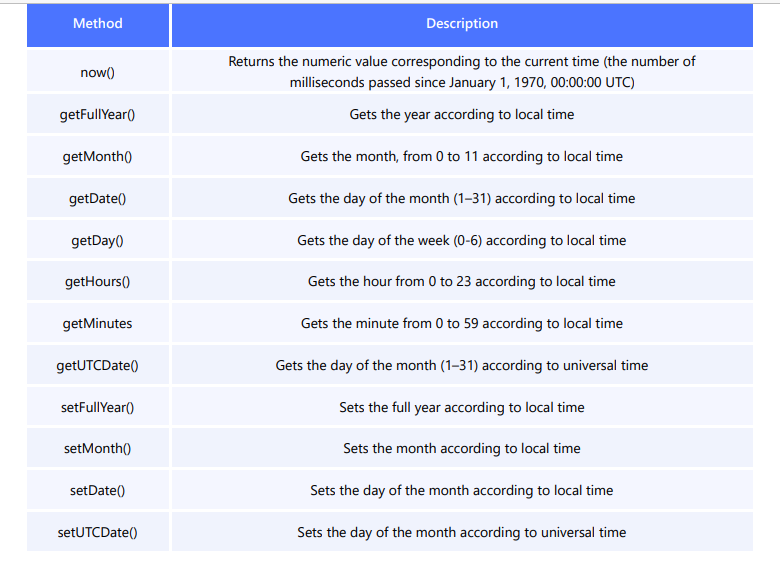 Method Description
now() Returns the numeric value corresponding to the current time (the number of
milliseconds passed since January 1, 1970, 00:00:00 UTC)
getFullYear() Gets the year according to local time
getMonth() Gets the month, from 0 to 11 according to local time
getDate() Gets the day of the month (1–31) according to local time
getDay() Gets the day of the week (0-6) according to local time
getHours() Gets the hour from 0 to 23 according to local time
getMinutes Gets the minute from 0 to 59 according to local time
getUTCDate() Gets the day of the month (1–31) according to universal time
setFullYear() Sets the full year according to local time
setMonth() Sets the month according to local time
setDate() Sets the day of the month according to local time
setUTCDate() Sets the day of the month according to universal time